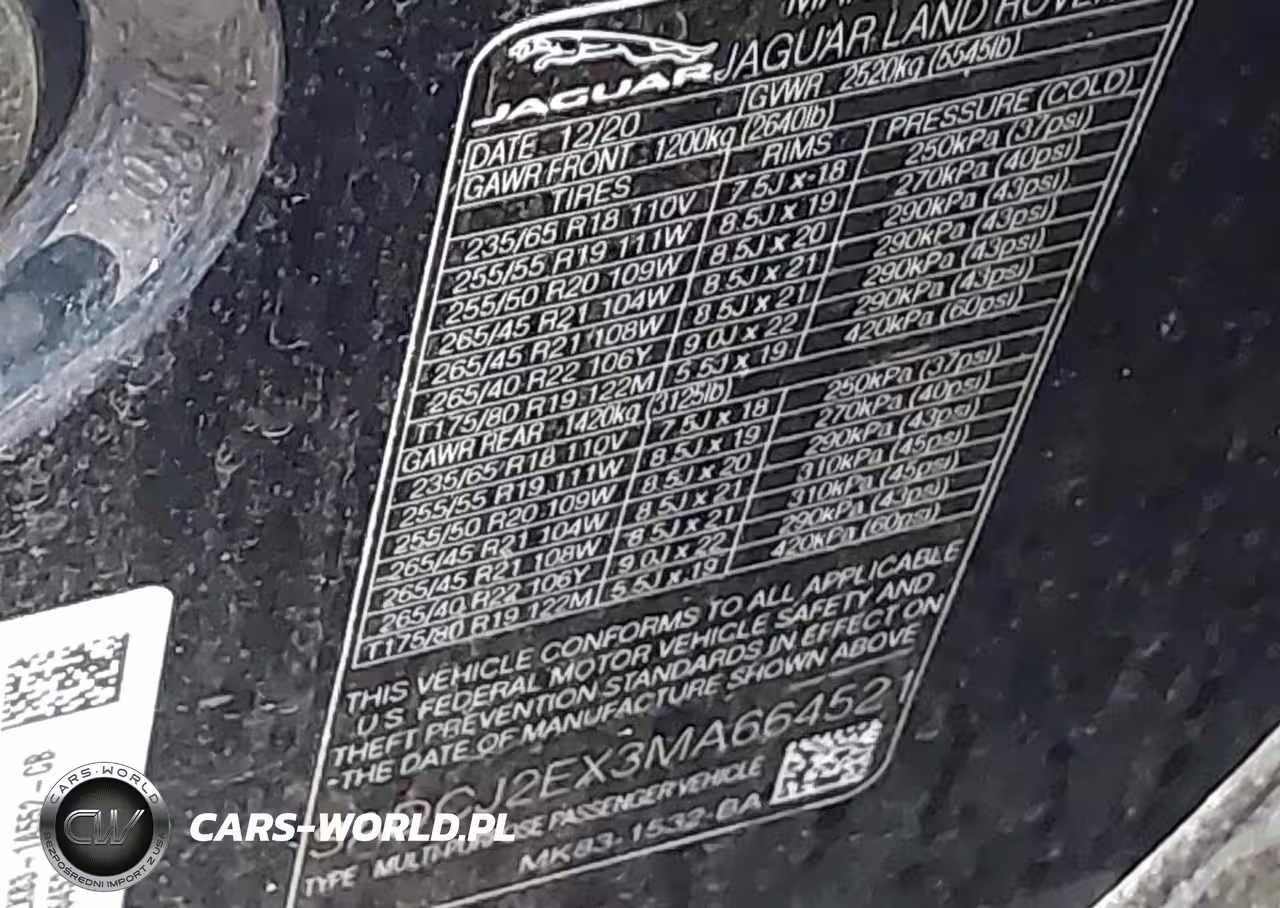 JAGUAR JAGUAR LAND ROVER
DATE 12/20 GVWR 2520kg (5545lb)
GAWR FRONT 1200kg (2640lb)
TIRES RIMS PRESSURE (COLD)
235/65 R18 110V 7.5J x 18 250kPa (37psi)
255/55 R19 111W 8.5J x 19 270kPa (40psi)
255/50 R20 109W 8.5J x 20 290kPa (43psi)
265/45 R21 104W 8.5J x 21 290kPa (43psi)
265/45 R21 108W 8.5J x 21 290kPa (43psi)
265/40 R22 106Y 9.0J x 22 290kPa (43psi)
T175/80 R19 122M 5.5J x 19 420kPa (60psi)
GAWR REAR 1420kg (3125lb)
235/65 R18 110V 7.5J x 18 250kPa (37psi)
255/55 R19 111W 8.5J x 19 270kPa (40psi)
255/50 R20 109W 8.5J x 20 290kPa (43psi)
265/45 R21 104W 8.5J x 21 310kPa (45psi)
265/45 R21 108W 8.5J x 21 310kPa (45psi)
265/40 R22 106Y 9.0J x 22 290kPa (43psi)
T175/80 R19 122M 5.5J x 19 420kPa (60psi)
THIS VEHICLE CONFORMS TO ALL APPLICABLE
U.S. FEDERAL MOTOR VEHICLE SAFETY AND
THEFT PREVENTION STANDARDS IN EFFECT ON
THE DATE OF MANUFACTURE SHOWN ABOVE
CJ2EX3MA664521
TYPE PASSENGER VEHICLE
MK83-1532-BA
CARS-WORLD
CW
BEZPOŚREDNI IMPORT Z USA
CARS-WORLD.PL